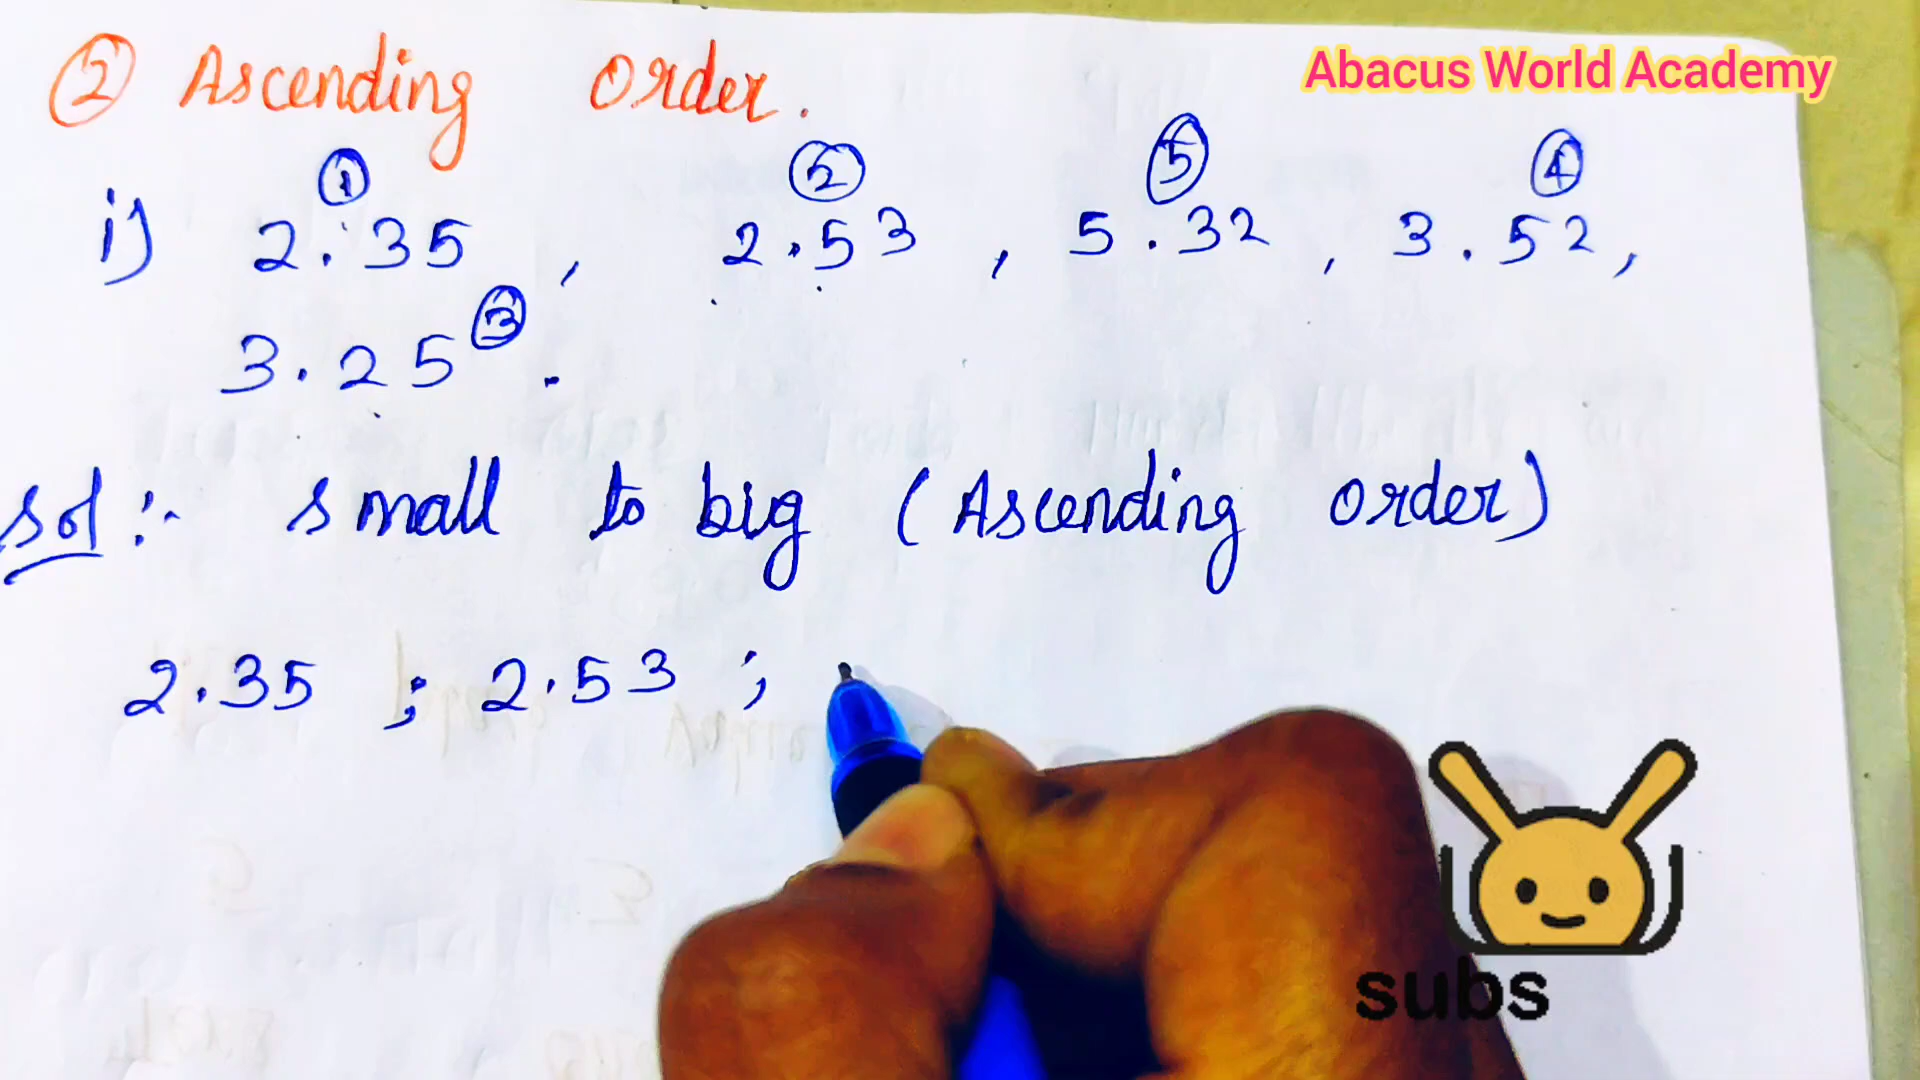 Abacus World Academy
② Ascending Order.
① ② ⑤ ④
i) 2.35 , 2.53 , 5.32 , 3.52 ,
3.25 ③ .
Sol :- small to big (Ascending order)
2.35 ; 2.53 ;
subs